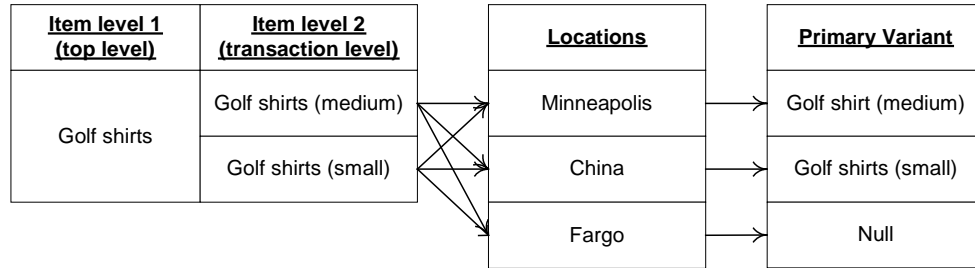 Item level 1
(top level)
Item level 2
(transaction level)
Locations
Primary Variant
Golf shirts
Golf shirts (medium)
Golf shirts (small)
Minneapolis
China
Fargo
Golf shirt (medium)
Golf shirts (small)
Null